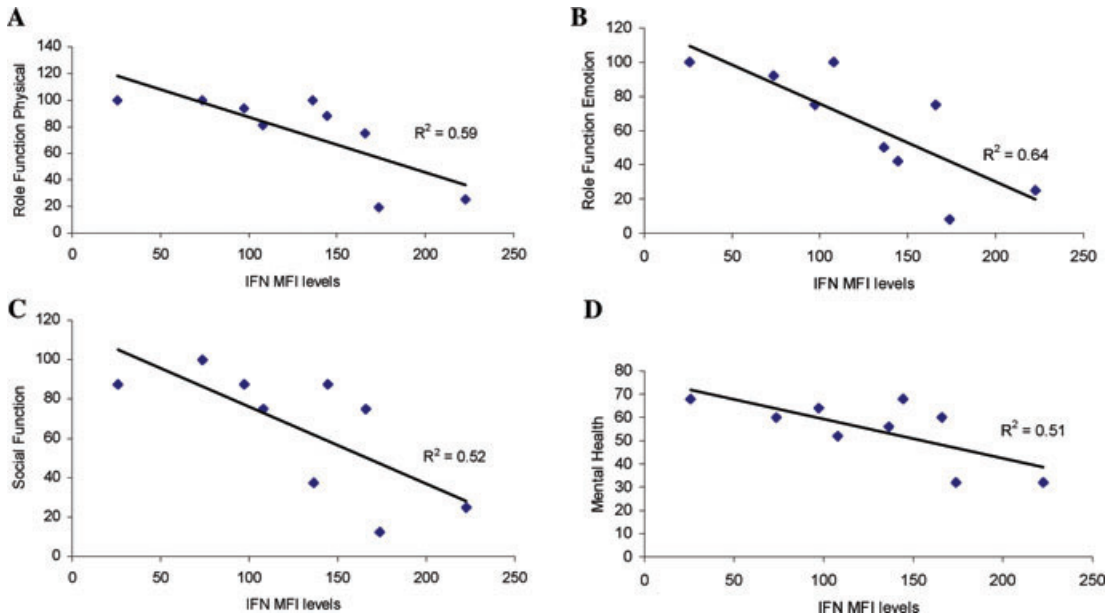 A
140
120
100
80
60
40
20
0
Role Function Physical
R² = 0.59
0 50 100 150 200 250
IFN MFI levels
B
120
100
80
60
40
20
0
Role Function Emotion
R² = 0.64
0 50 100 150 200 250
IFN MFI levels
C
120
100
80
60
40
20
0
Social Function
R² = 0.52
0 50 100 150 200 250
IFN MFI levels
D
80
70
60
50
40
30
20
10
0
Mental Health
R² = 0.51
0 50 100 150 200 250
IFN MFI levels